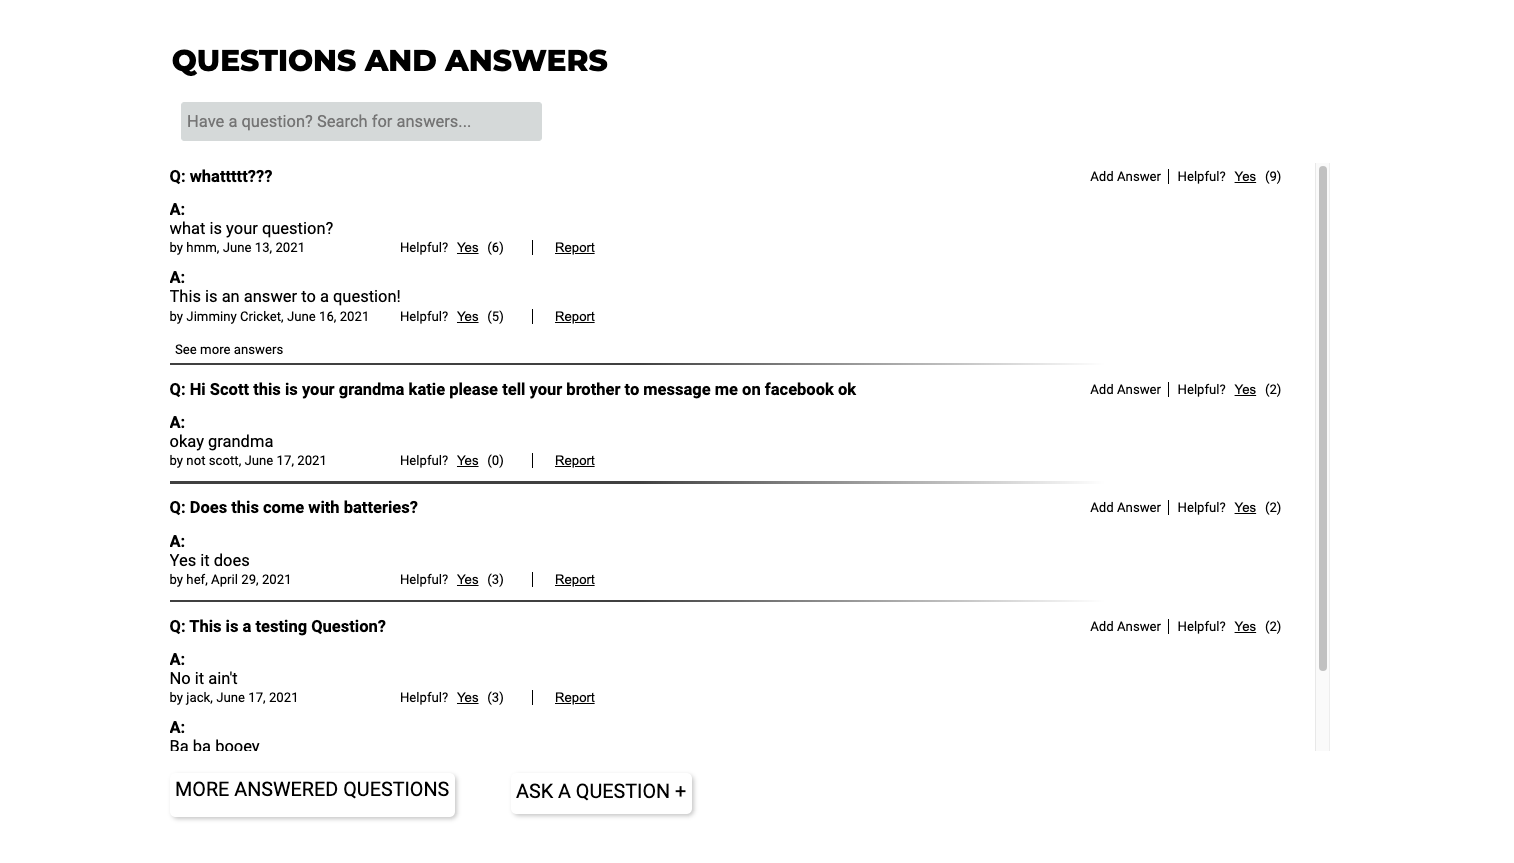 QUESTIONS AND ANSWERS
Have a question? Search for answers...
Q: whattttt??? Add Answer | Helpful? Yes (9)
A:
what is your question?
by hmm, June 13, 2021 Helpful? Yes (6) | Report
A:
This is an answer to a question!
by Jimminy Cricket, June 16, 2021 Helpful? Yes (5) | Report
See more answers
Q: Hi Scott this is your grandma katie please tell your brother to message me on facebook ok Add Answer | Helpful? Yes (2)
A:
okay grandma
by not scott, June 17, 2021 Helpful? Yes (0) | Report
Q: Does this come with batteries? Add Answer | Helpful? Yes (2)
A:
Yes it does
by hef, April 29, 2021 Helpful? Yes (3) | Report
Q: This is a testing Question? Add Answer | Helpful? Yes (2)
A:
No it ain't
by jack, June 17, 2021 Helpful? Yes (3) | Report
A:
Ba ba booey
MORE ANSWERED QUESTIONS ASK A QUESTION +